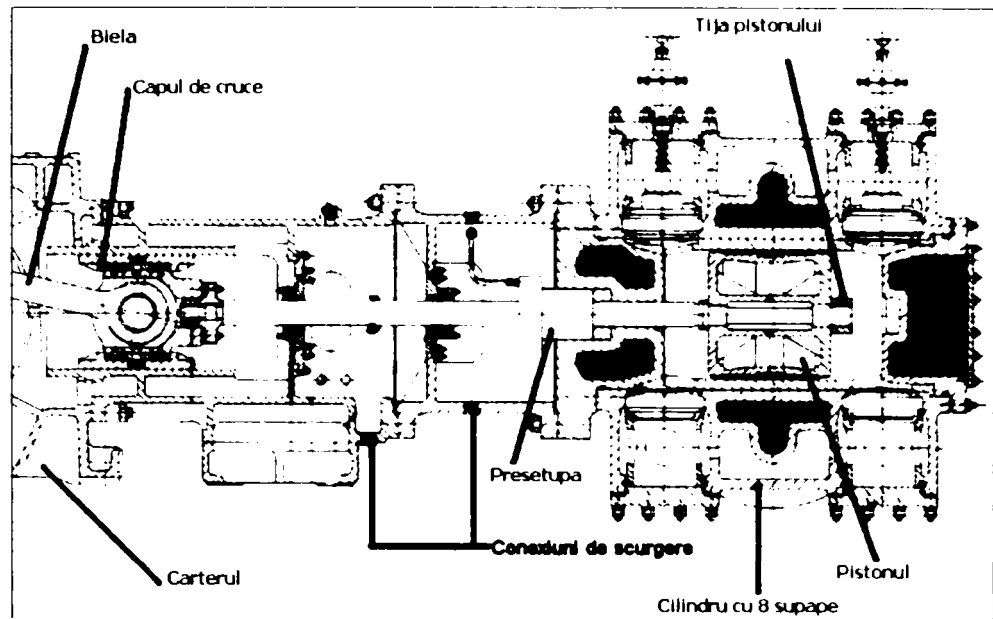 Biela
Tija pistonului
Capul de cruce
Presetupa
Conexiuni de scurgere
Pistonul
Carterul
Cilindru cu 8 supape